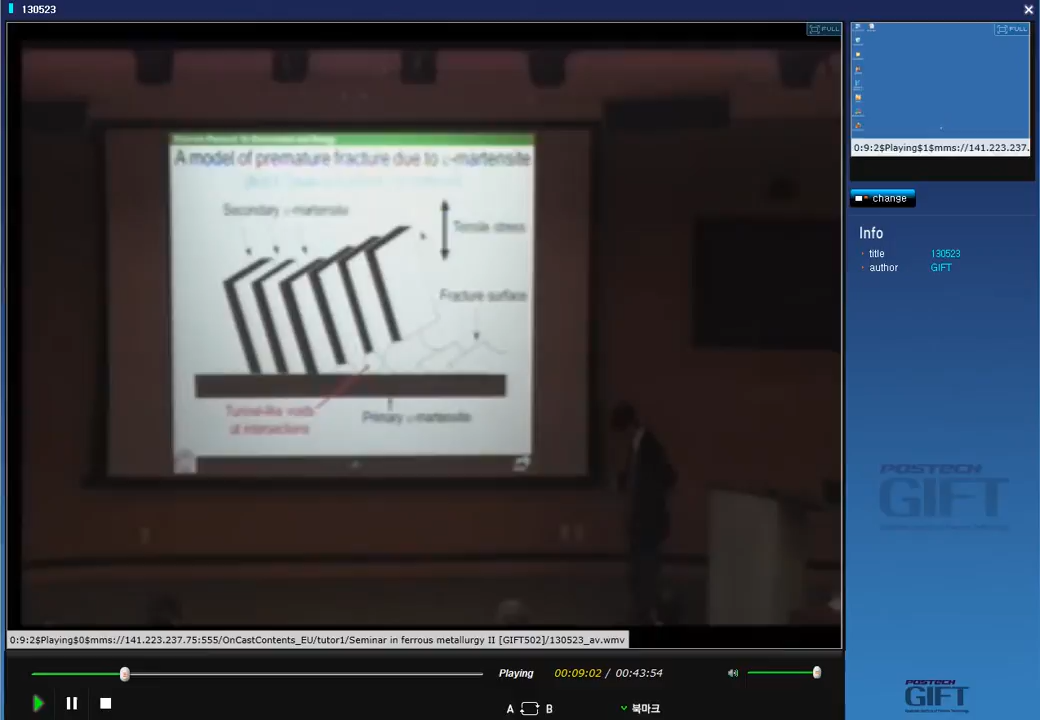 130523
FULL
FULL
A model of premature fracture due to ε-martensite
Secondary ε-martensite
Tensile stress
Fracture surface
Tunnel-like voids
at intersections
Primary ε-martensite
0:9:2$Playing$1$mms://141.223.237.
change
Info
title 130523
author GIFT
POSTECH
GIFT
0:9:2$Playing$0$mms://141.223.237.75:555/OnCastContents_EU/tutor1/Seminar in ferrous metallurgy II [GIFT502]/130523_av.wmv
Playing 00:09:02 / 00:43:54
A B 북마크
POSTECH
GIFT